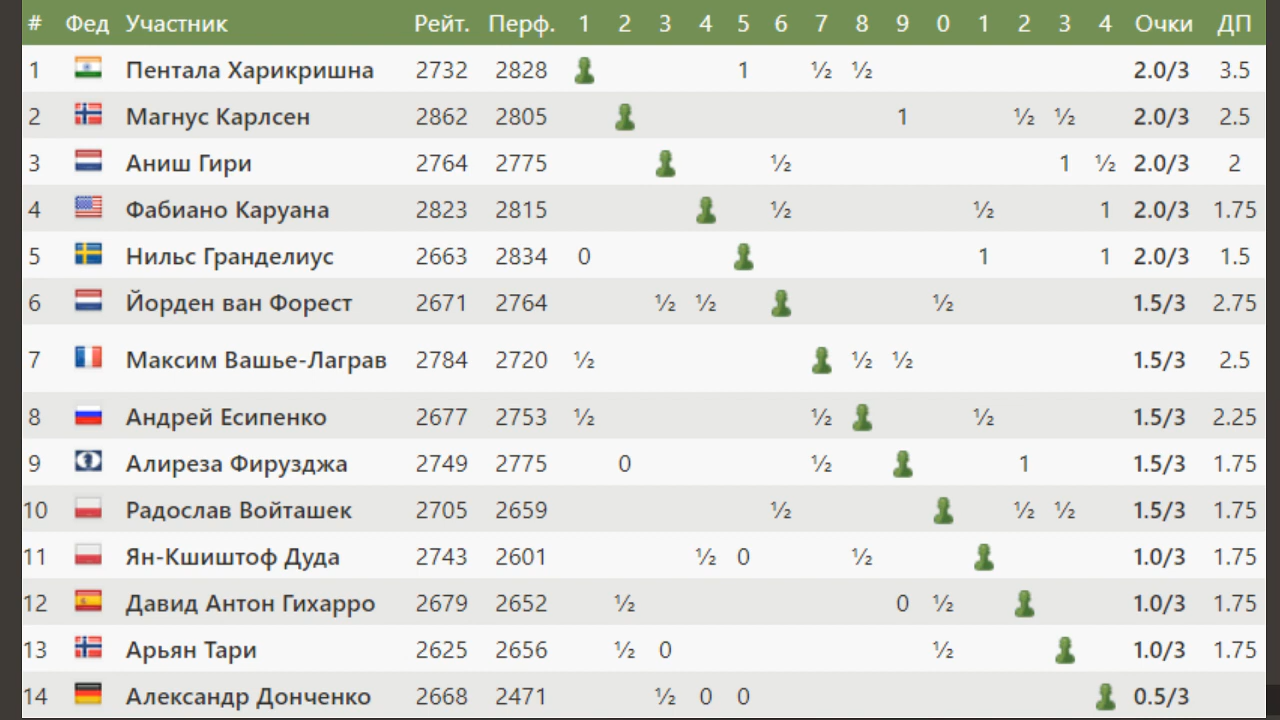 # Фед Участник Рейт. Перф. 1 2 3 4 5 6 7 8 9 0 1 2 3 4 Очки ДП
1 Пентала Харикришна 2732 2828 1 ½ ½ 2.0/3 3.5
2 Магнус Карлсен 2862 2805 1 ½ ½ 2.0/3 2.5
3 Аниш Гири 2764 2775 ½ 1 ½ 2.0/3 2
4 Фабиано Каруана 2823 2815 ½ ½ 1 2.0/3 1.75
5 Нильс Гранделиус 2663 2834 0 1 1 2.0/3 1.5
6 Йорден ван Форест 2671 2764 ½ ½ ½ 1.5/3 2.75
7 Максим Вашье-Лаграв 2784 2720 ½ ½ ½ 1.5/3 2.5
8 Андрей Есипенко 2677 2753 ½ ½ ½ 1.5/3 2.25
9 Алиреза Фирузджа 2749 2775 0 ½ 1 1.5/3 1.75
10 Радослав Войташек 2705 2659 ½ ½ ½ 1.5/3 1.75
11 Ян-Кшиштоф Дуда 2743 2601 ½ 0 ½ 1.0/3 1.75
12 Давид Антон Гихарро 2679 2652 ½ 0 ½ 1.0/3 1.75
13 Арьян Тари 2625 2656 ½ 0 ½ 1.0/3 1.75
14 Александр Донченко 2668 2471 ½ 0 0 0.5/3